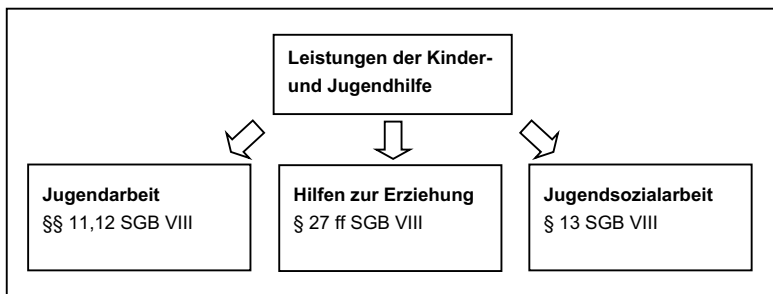 Leistungen der Kinder-
und Jugendhilfe
Jugendarbeit
§§ 11,12 SGB VIII
Hilfen zur Erziehung
§ 27 ff SGB VIII
Jugendsozialarbeit
§ 13 SGB VIII